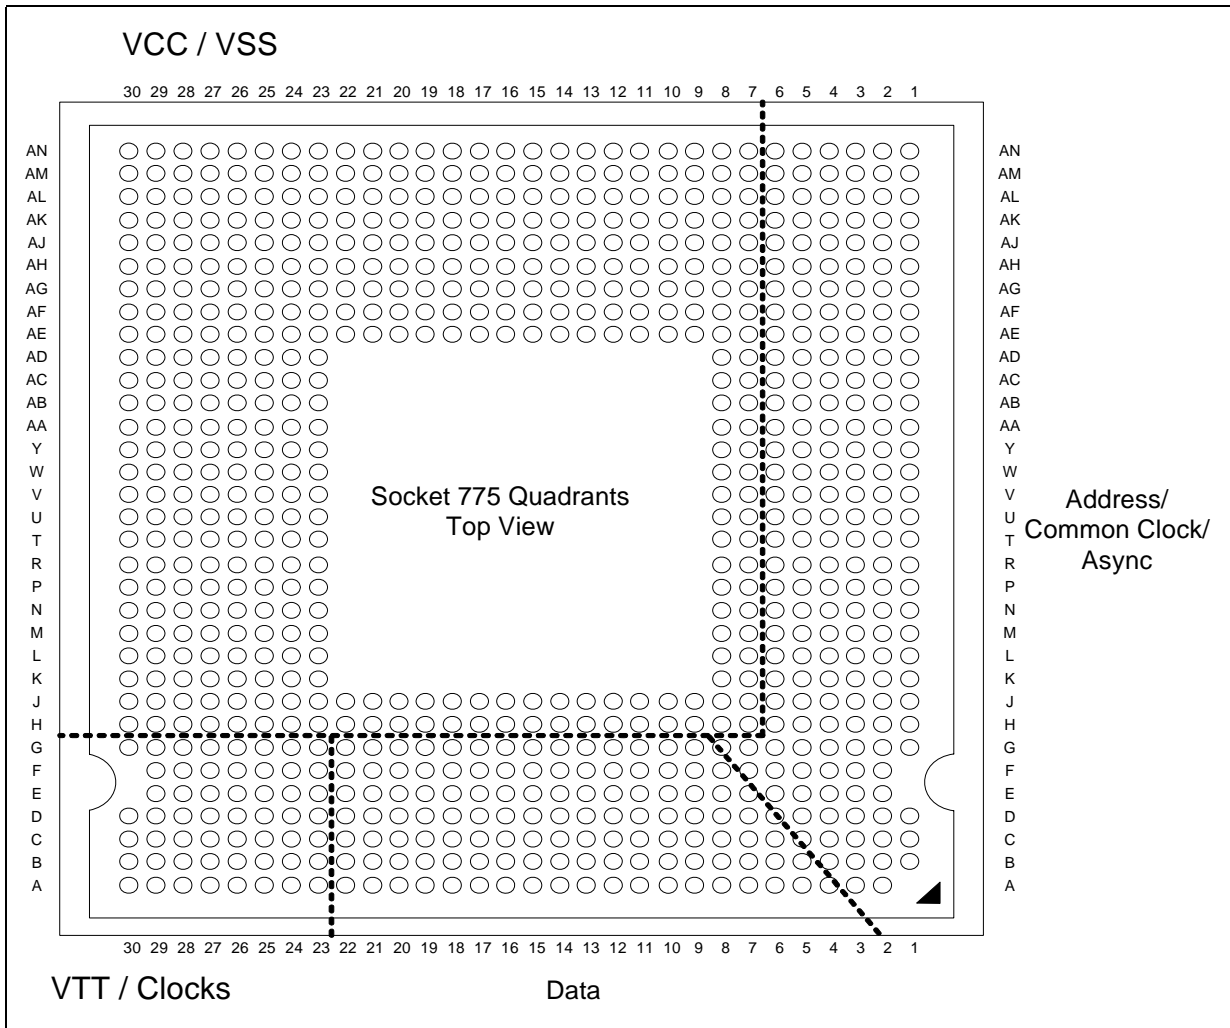 VCC / VSS
30 29 28 27 26 25 24 23 22 21 20 19 18 17 16 15 14 13 12 11 10 9 8 7 6 5 4 3 2 1
AN AN
AM AM
AL AL
AK AK
AJ AJ
AH AH
AG AG
AF AF
AE AE
AD AD
AC AC
AB AB
AA AA
Y Y
W W
V V
U U
T T
R R
P P
N N
M M
L L
K K
J J
H H
G G
F F
E E
D D
C C
B B
A A
Socket 775 Quadrants
Top View
Address/
Common Clock/
Async
30 29 28 27 26 25 24 23 22 21 20 19 18 17 16 15 14 13 12 11 10 9 8 7 6 5 4 3 2 1
VTT / Clocks
Data